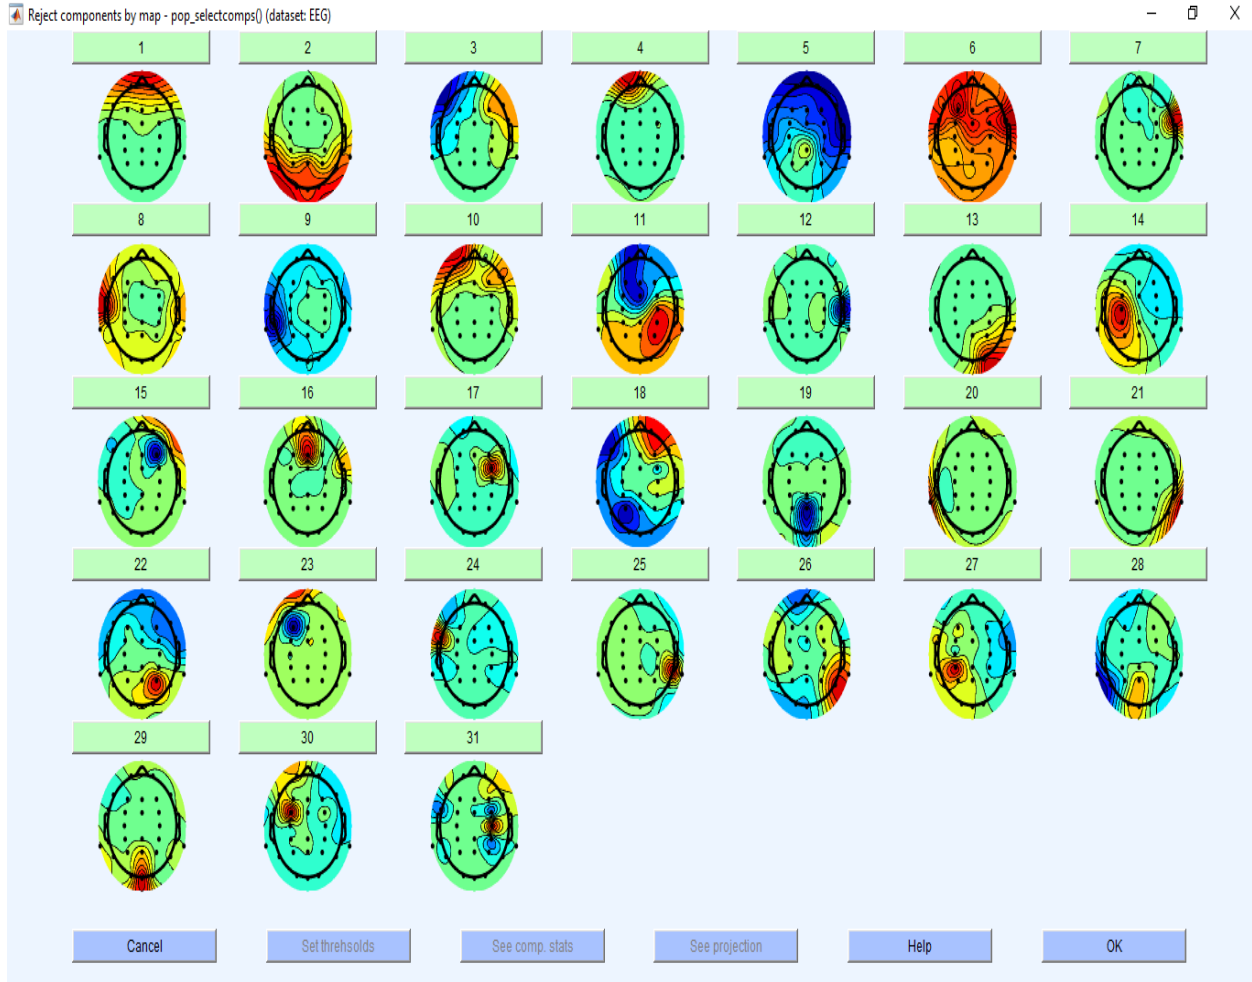 Reject components by map - pop_selectcomps() (dataset: EEG)
1 2 3 4 5 6 7
8 9 10 11 12 13 14
15 16 17 18 19 20 21
22 23 24 25 26 27 28
29 30 31
Cancel Set threhsolds See comp. stats See projection Help OK